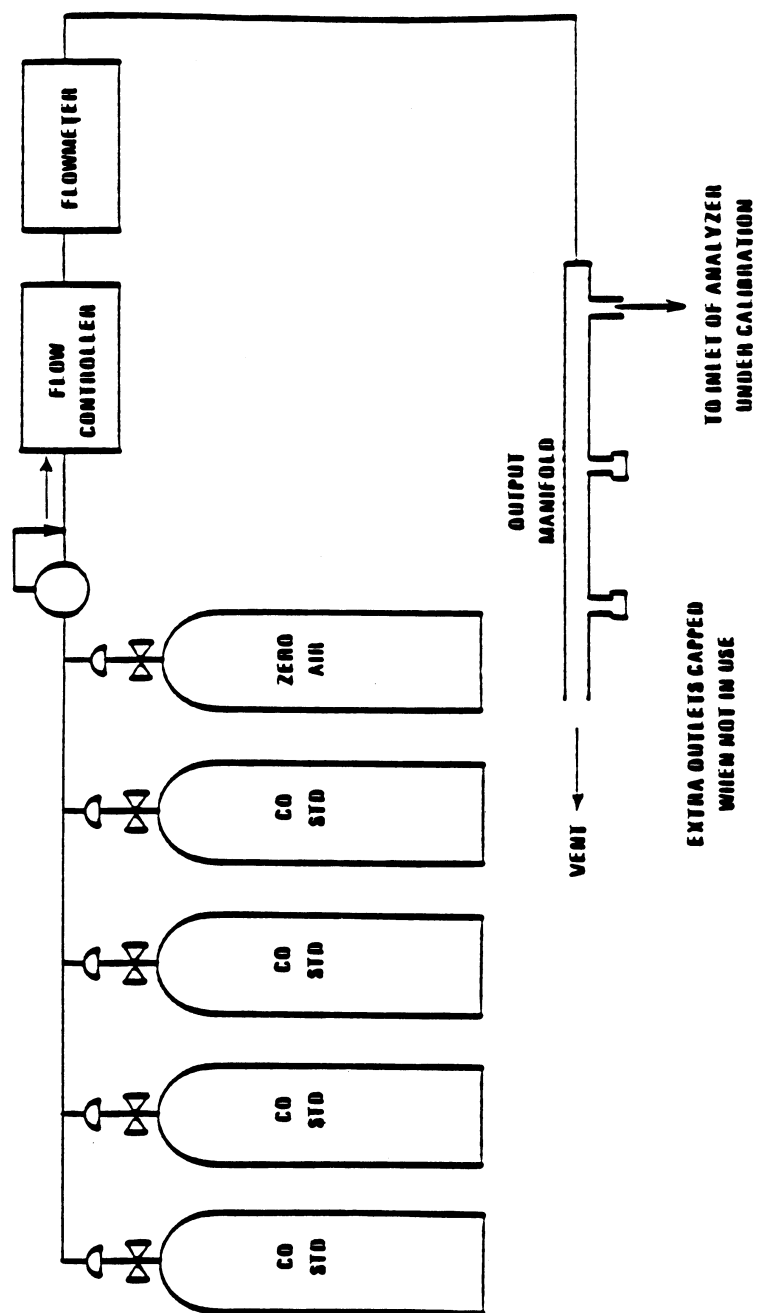 FLOWMETER
FLOW
CONTROLLER
ZERO
AIR
CO
STD
CO
STD
CO
STD
CO
STD
OUTPUT
MANIFOLD
TO INLET OF ANALYZER
UNDER CALIBRATION
VENT
EXTRA OUTLETS CAPPED
WHEN NOT IN USE